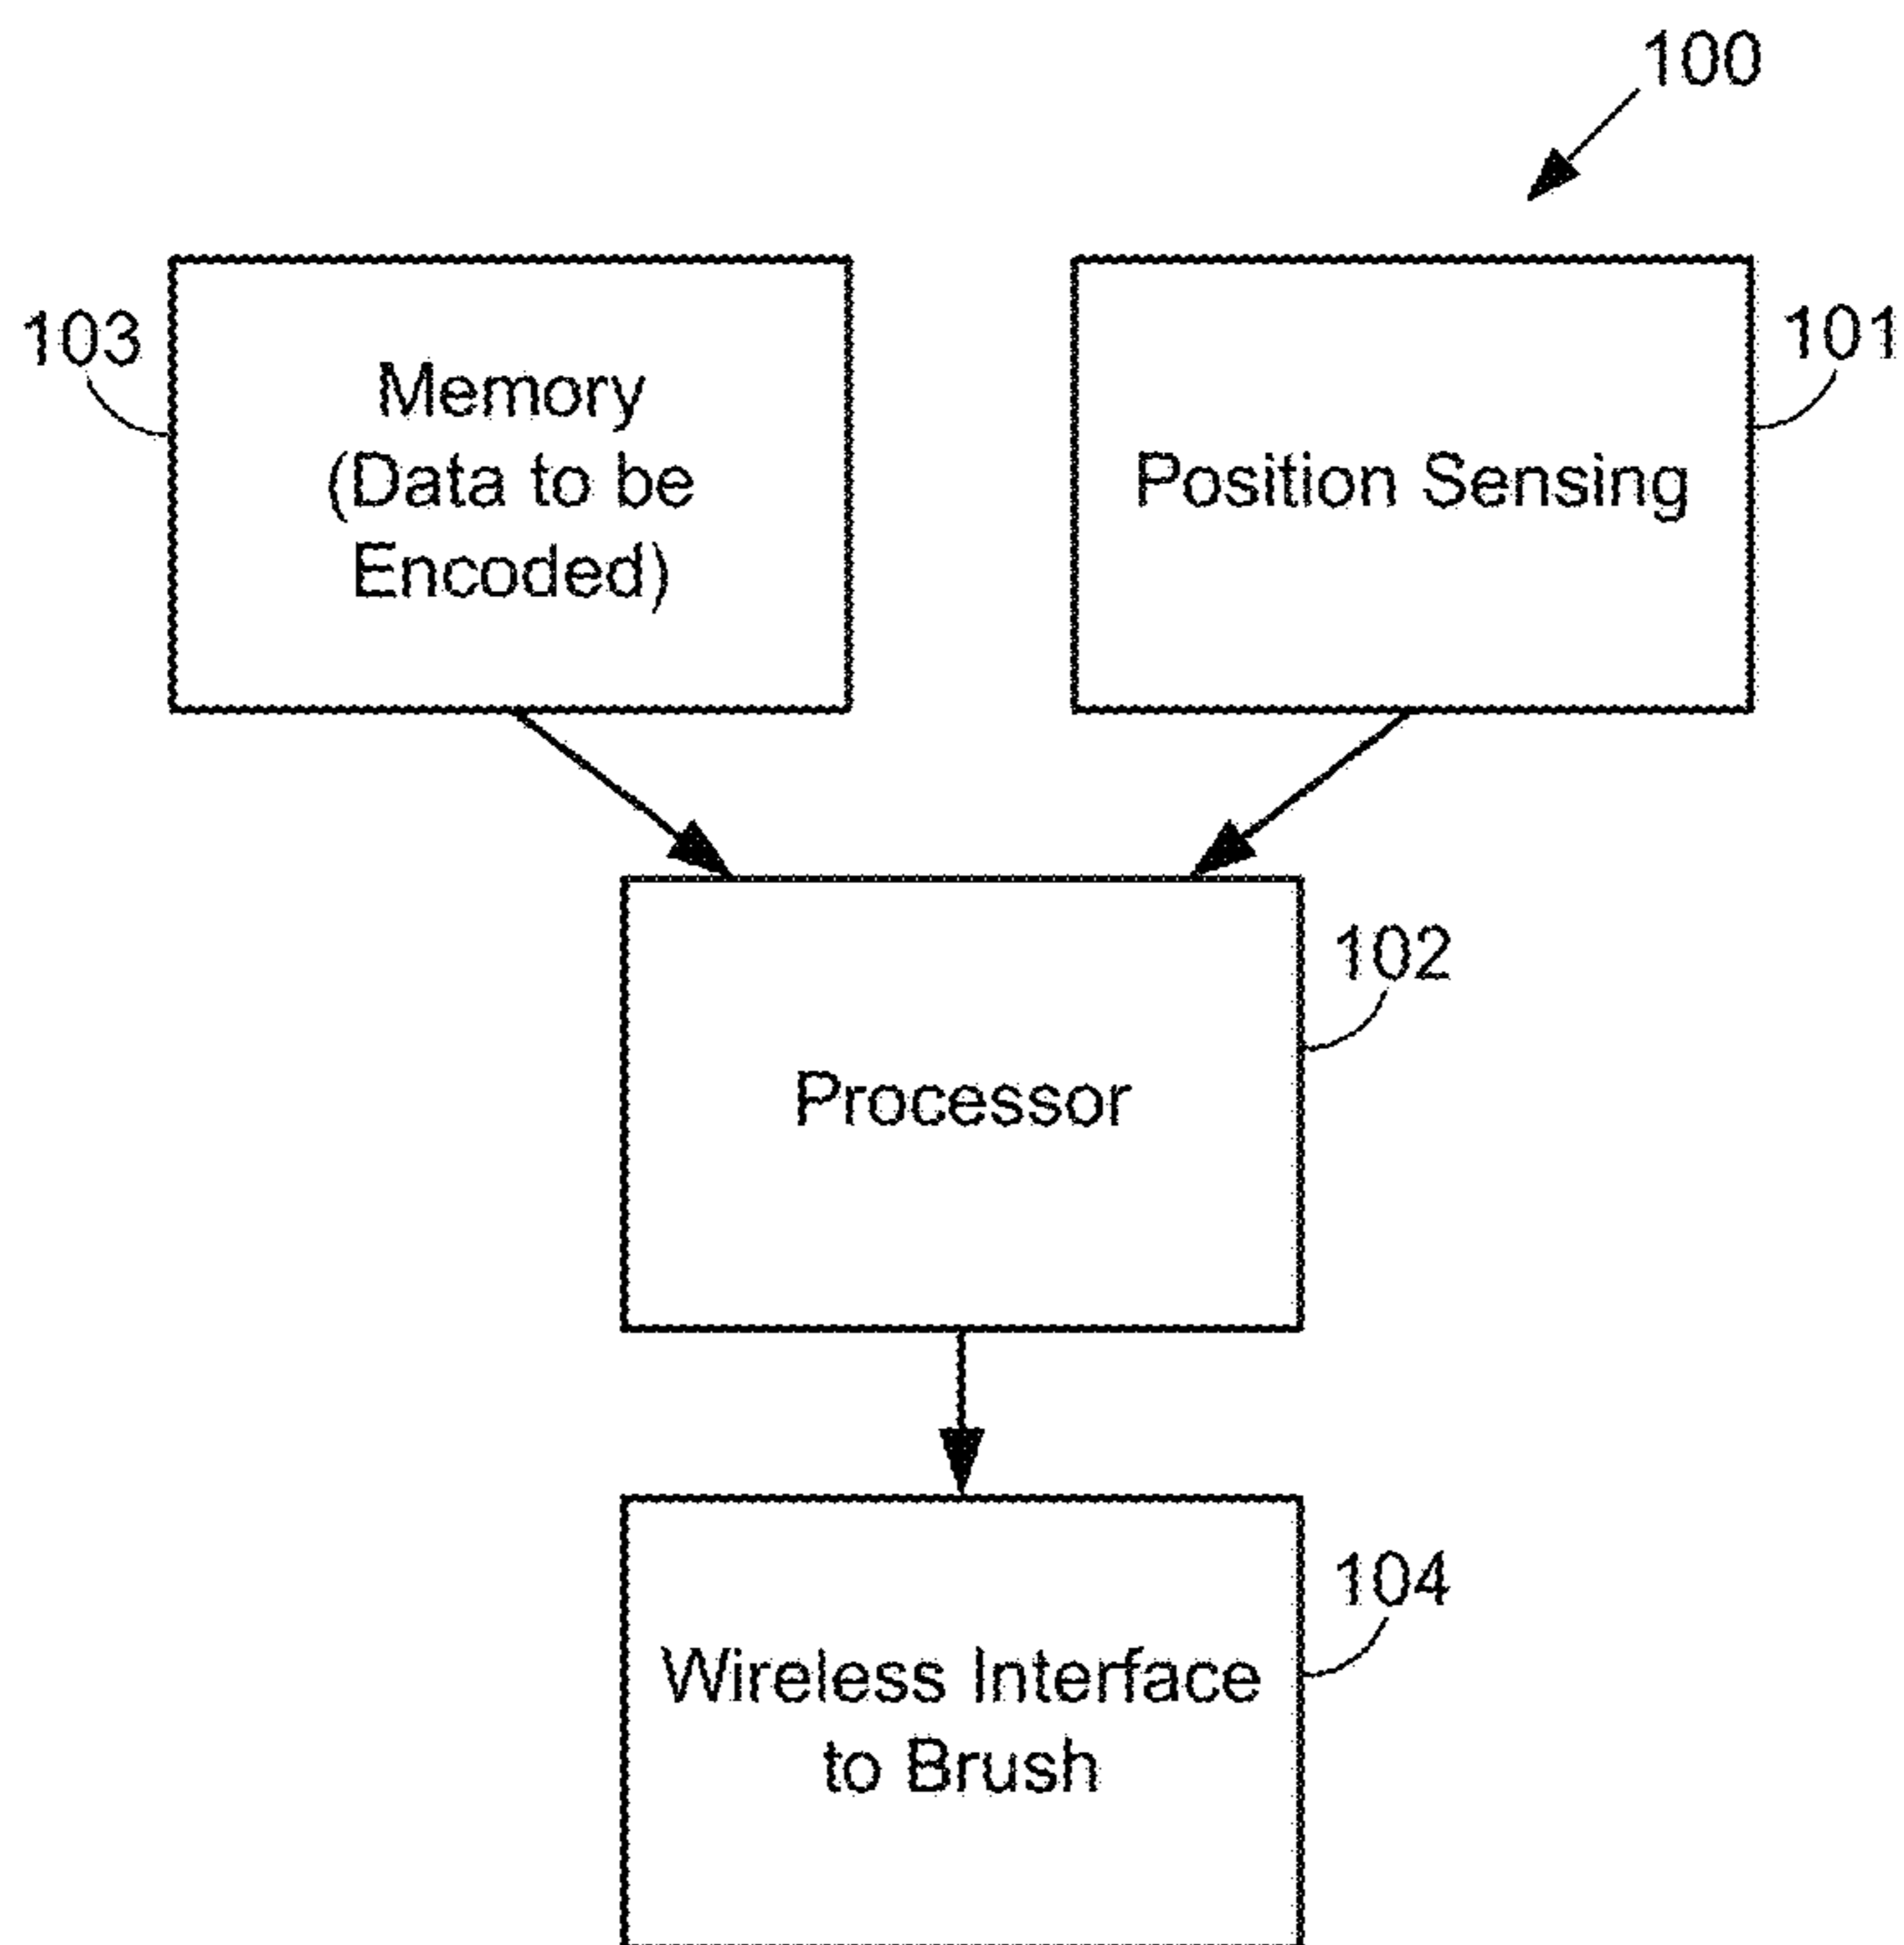 100
103
101
Memory
(Data to be
Encoded)
Position Sensing
102
Processor
104
Wireless Interface
to Brush